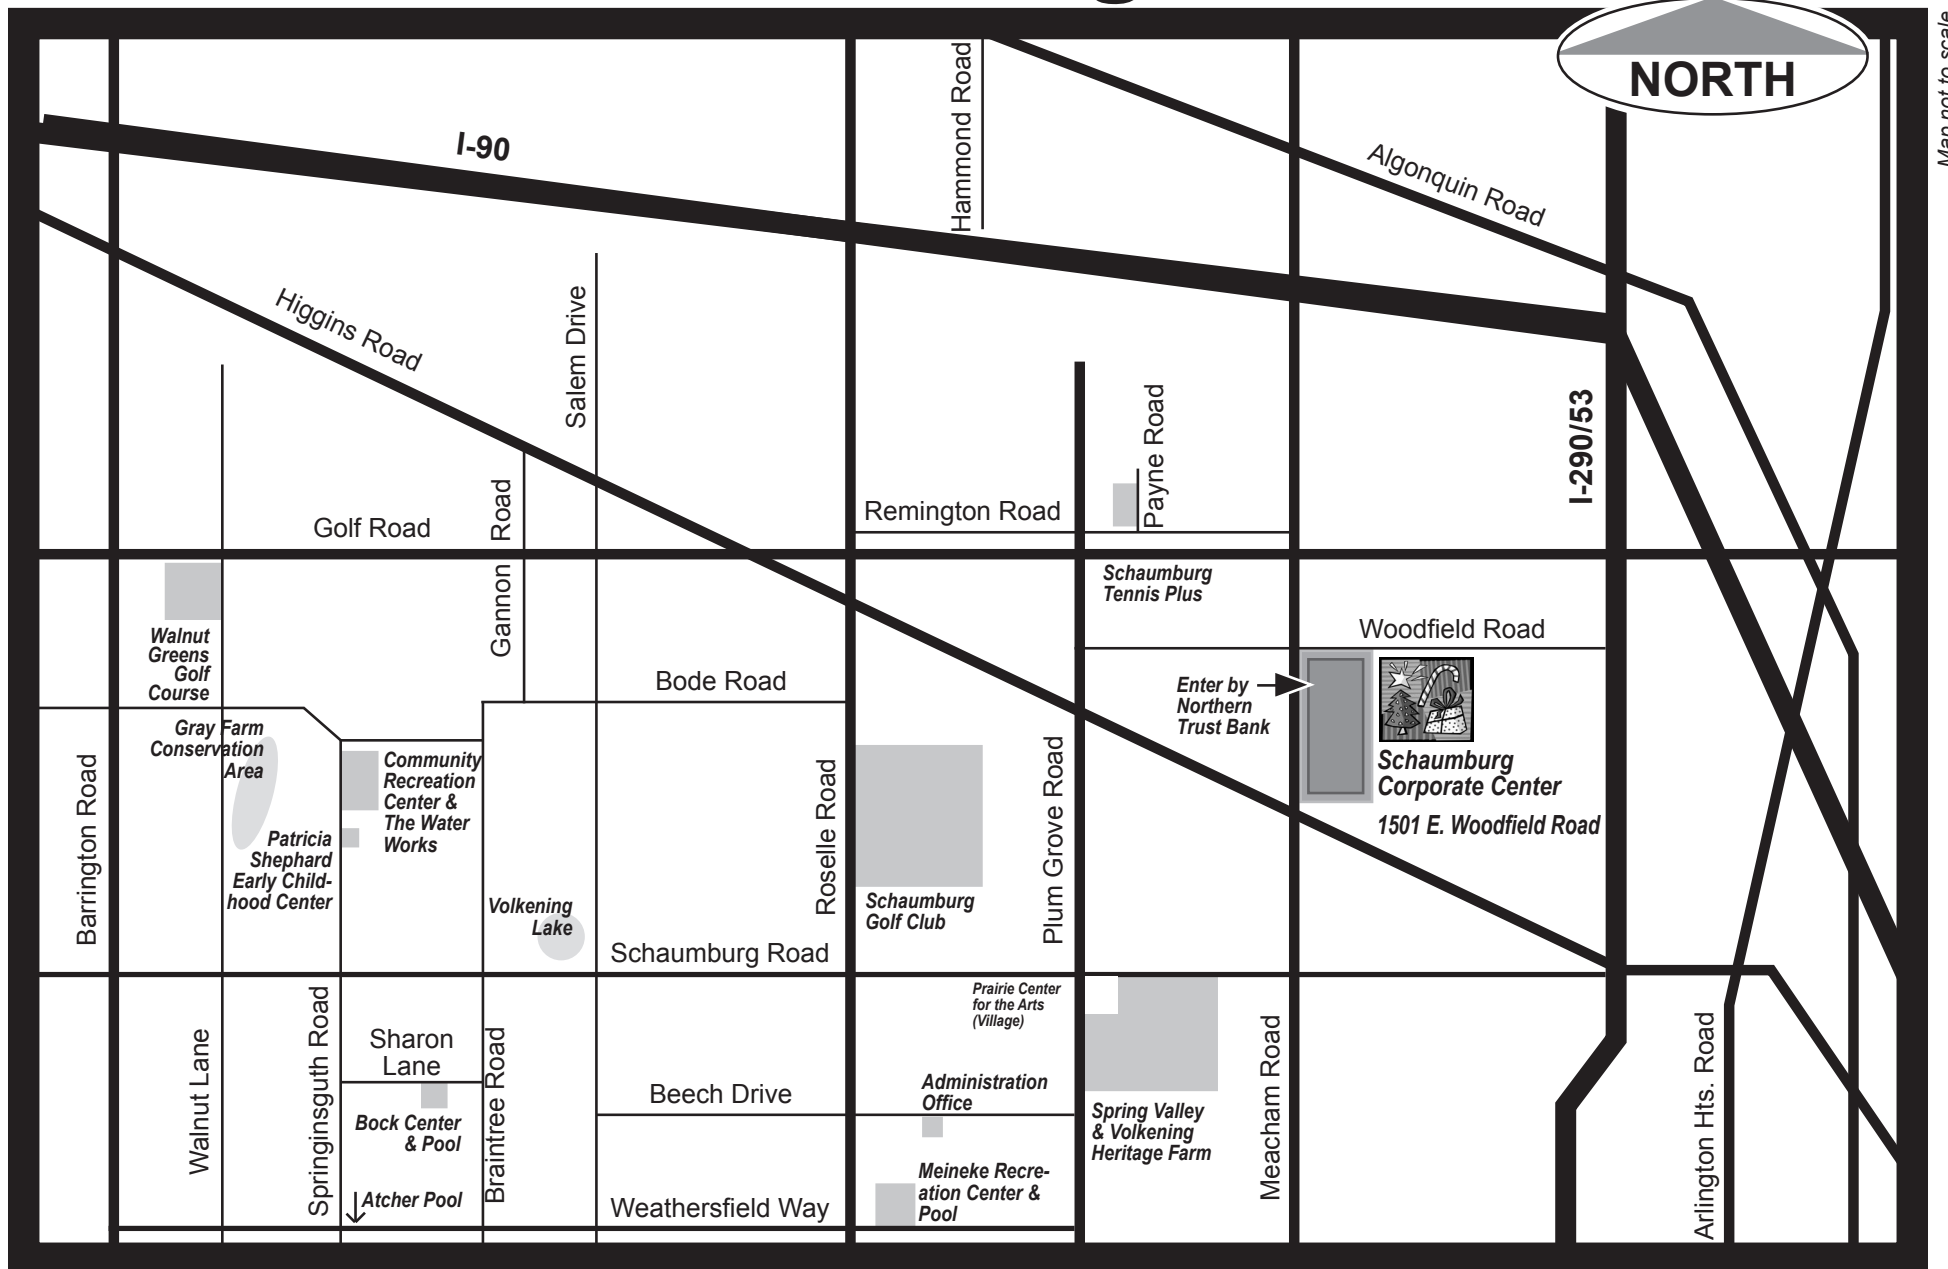 NORTH
Map not to scale
I-90
Hammond Road
Algonquin Road
Higgins Road
Salem Drive
I-290/53
Payne Road
Remington Road
Golf Road
Gannon Road
Schaumburg
Tennis Plus
Woodfield Road
Walnut
Greens
Golf
Course
Bode Road
Enter by
Northern
Trust Bank
Gray Farm
Conservation
Area
Community
Recreation
Center &
The Water
Works
Schaumburg
Corporate Center
1501 E. Woodfield Road
Barrington Road
Roselle Road
Plum Grove Road
Patricia
Shephard
Early Child-
hood Center
Volkening
Lake
Schaumburg
Golf Club
Schaumburg Road
Prairie Center
for the Arts
(Village)
Walnut Lane
Springinsguth Road
Sharon
Lane
Braintree Road
Beech Drive
Administration
Office
Meacham Road
Arlington Hts. Road
Bock Center
& Pool
Spring Valley
& Volkening
Heritage Farm
Atcher Pool
Weathersfield Way
Meineke Recre-
ation Center &
Pool